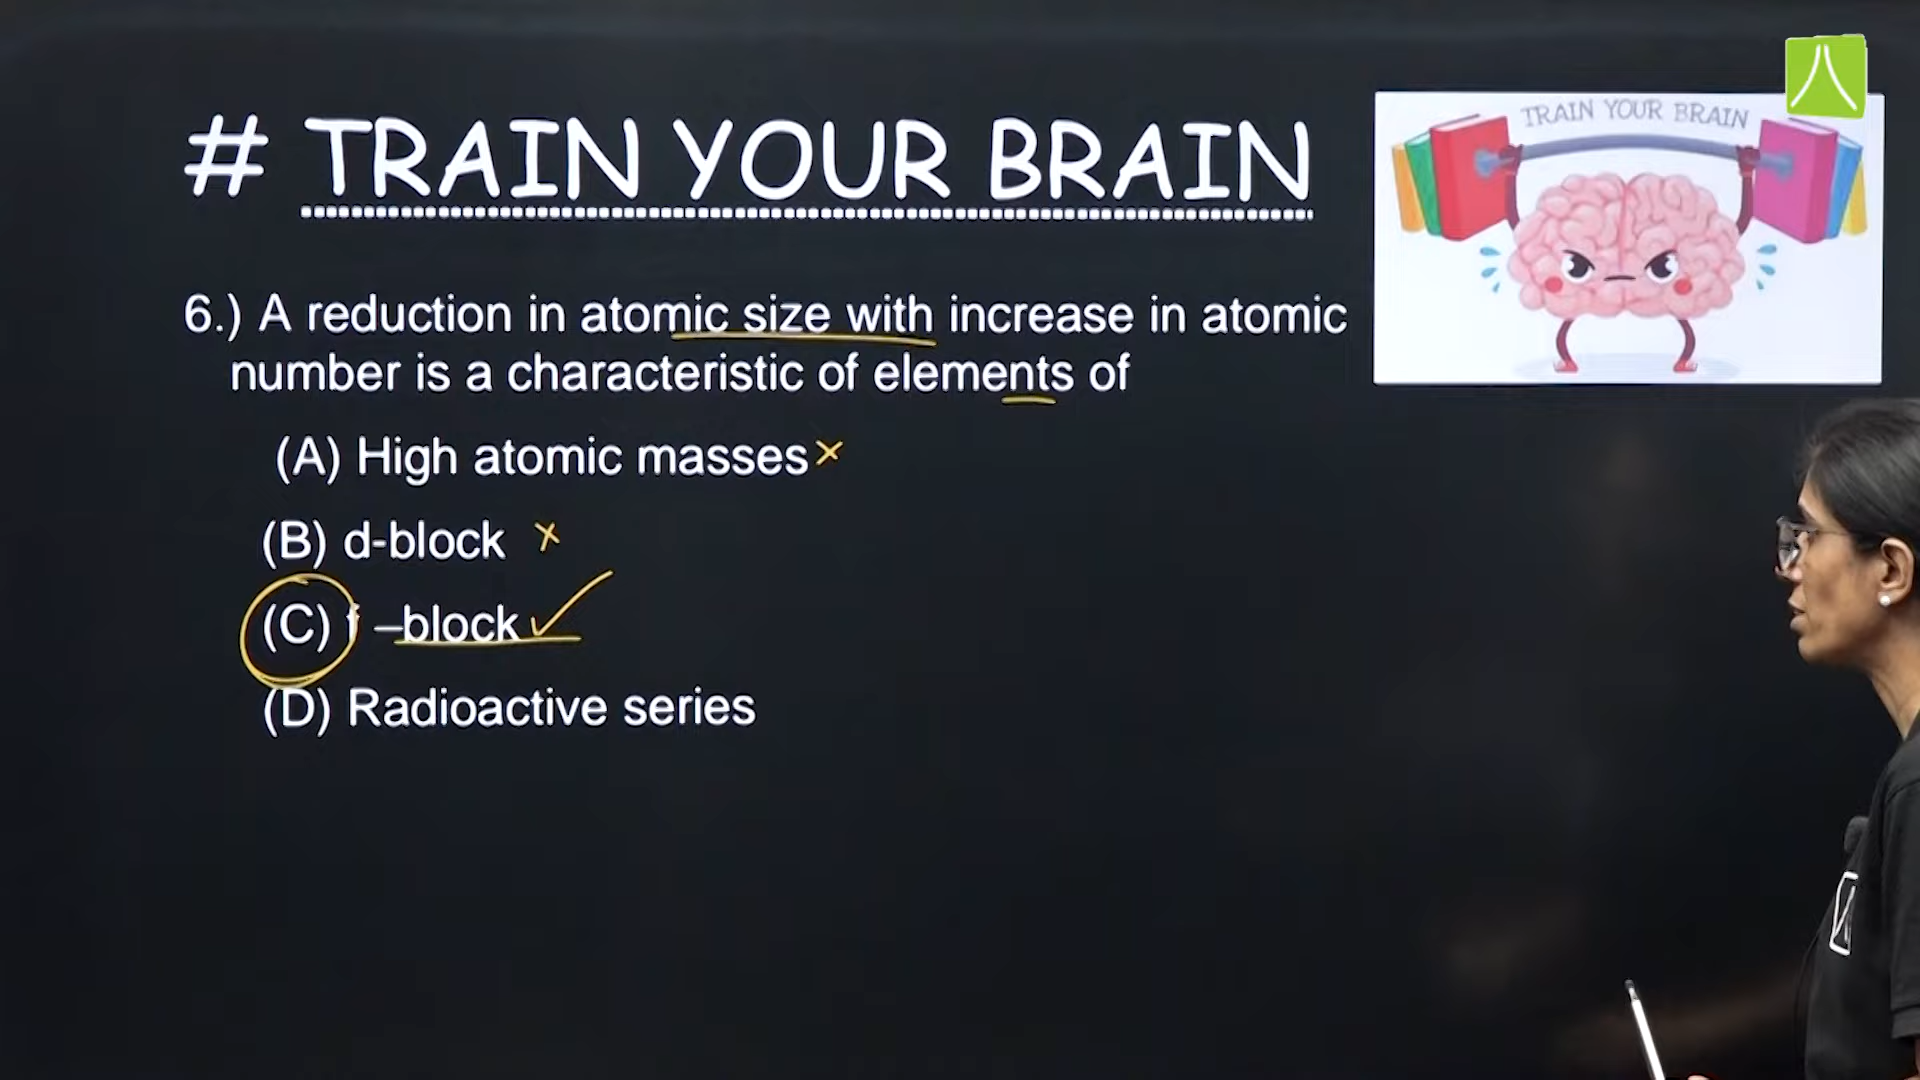 # TRAIN YOUR BRAIN
TRAIN YOUR BRAIN
6.) A reduction in atomic size with increase in atomic
number is a characteristic of elements of
(A) High atomic masses ×
(B) d-block ×
(C) f –block ✓
(D) Radioactive series